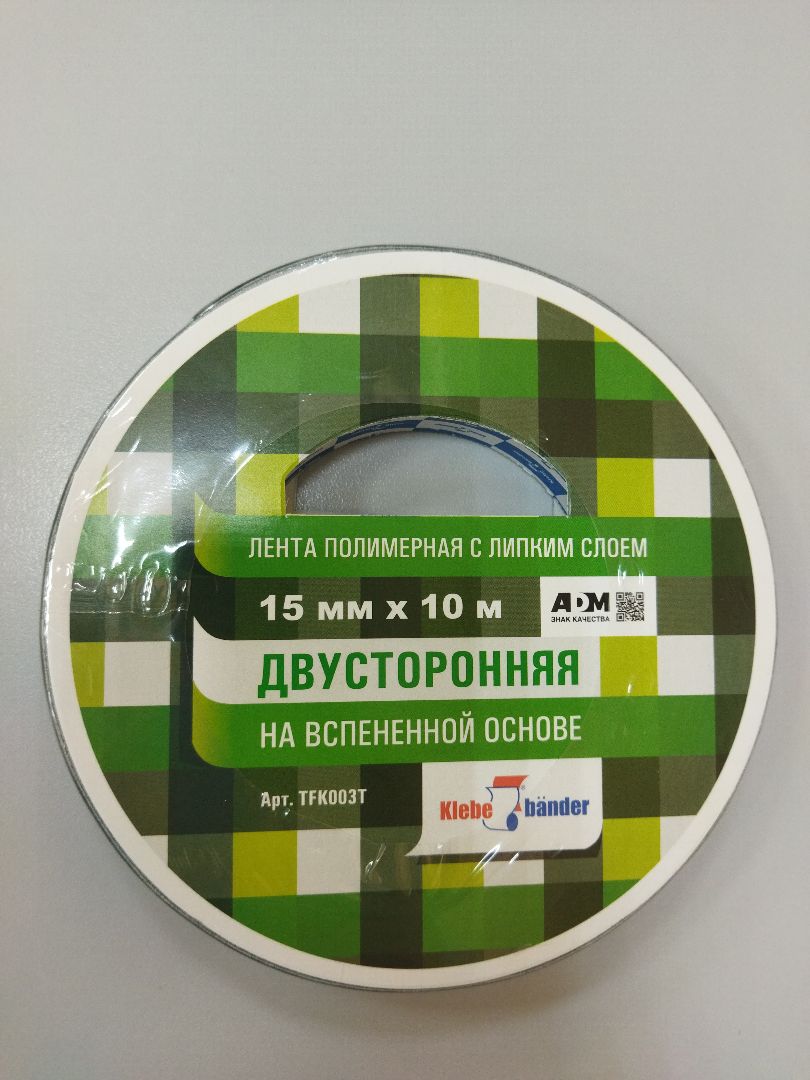 ЛЕНТА ПОЛИМЕРНАЯ С ЛИПКИМ СЛОЕМ
15 мм x 10 м
ADM
ЗНАК КАЧЕСТВА
ДВУСТОРОННЯЯ
НА ВСПЕНЕННОЙ ОСНОВЕ
Арт. TFK003T
Klebe bänder